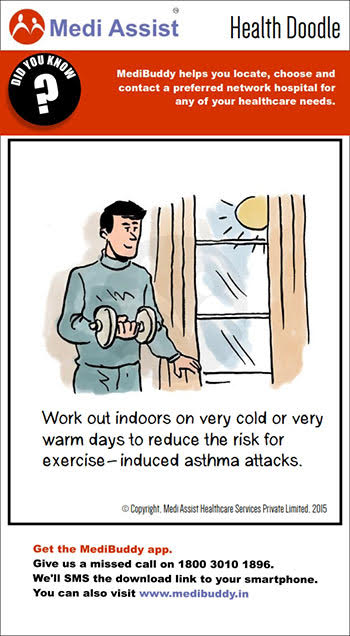 Medi Assist
Health Doodle
DID YOU KNOW
?
MediBuddy helps you locate, choose and
contact a preferred network hospital for
any of your healthcare needs.
Work out indoors on very cold or very
warm days to reduce the risk for
exercise–induced asthma attacks.
© Copyright, Medi Assist Healthcare Services Private Limited, 2015
Get the MediBuddy app.
Give us a missed call on 1800 3010 1896.
We'll SMS the download link to your smartphone.
You can also visit www.medibuddy.in